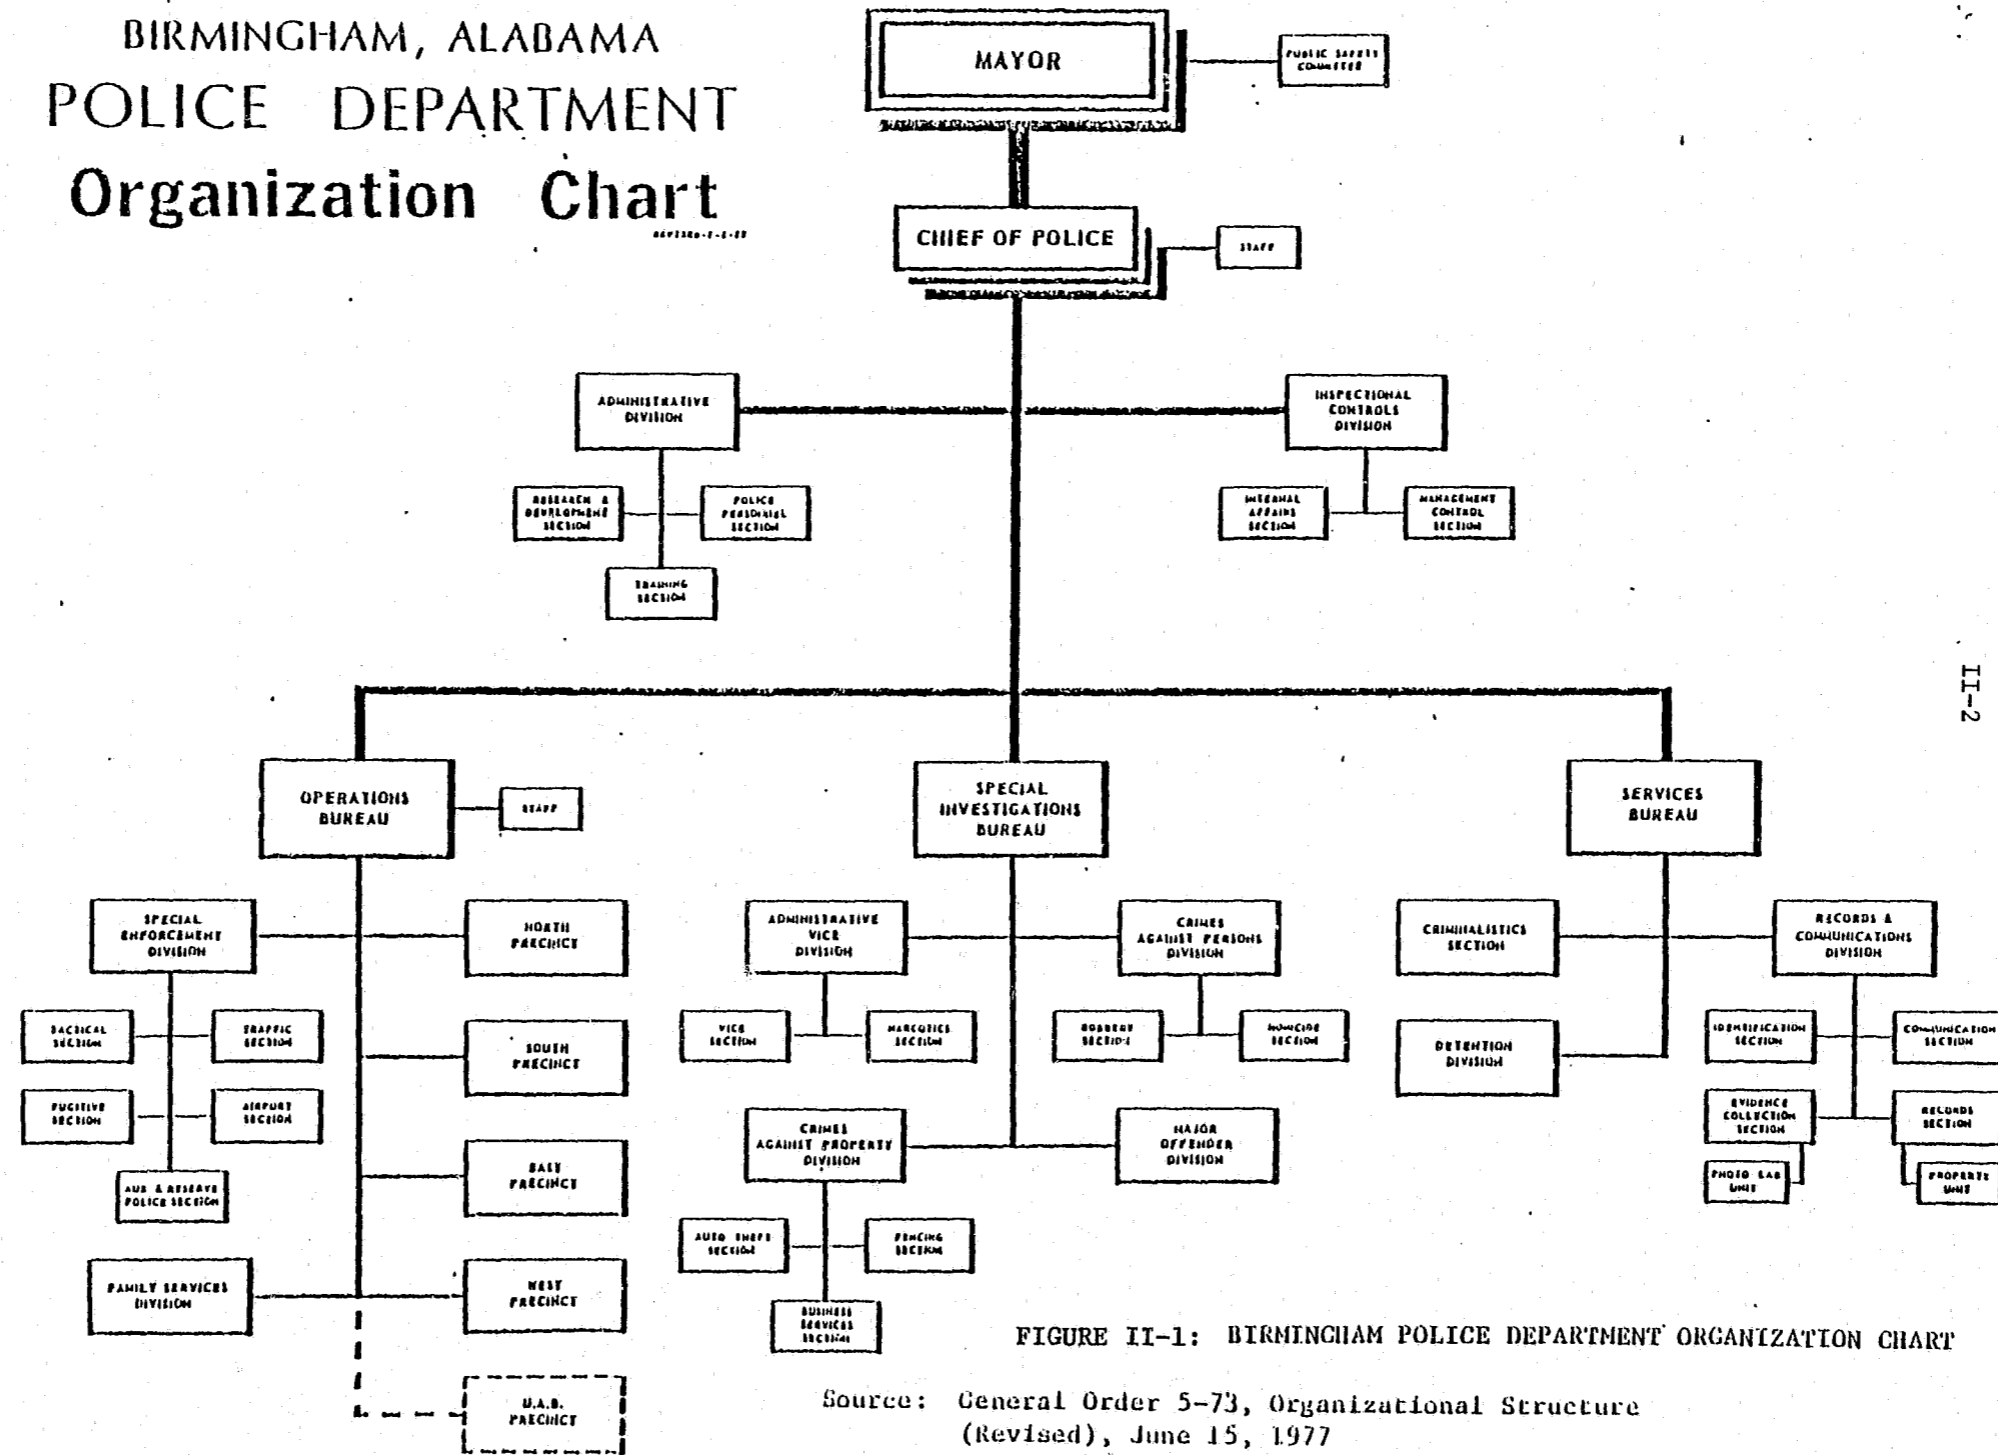 BIRMINGHAM, ALABAMA
POLICE DEPARTMENT
Organization Chart
MAYOR
PUBLIC SAFETY
CHIEF OF POLICE
STAFF
ADMINISTRATIVE
DIVISION
INSPECTIONAL
CONTROLS
DIVISION
RESEARCH &
DEVELOPMENT
SECTION
POLICE
PERSONNEL
SECTION
INTERNAL
AFFAIRS
SECTION
MANAGEMENT
CONTROL
SECTION
TRAINING
SECTION
II-2
OPERATIONS
BUREAU
STAFF
SPECIAL
INVESTIGATIONS
BUREAU
SERVICES
BUREAU
SPECIAL
ENFORCEMENT
DIVISION
NORTH
PRECINCT
ADMINISTRATIVE
VICE
DIVISION
CRIMES
AGAINST PERSONS
DIVISION
CRIMINALISTICS
SECTION
RECORDS &
COMMUNICATIONS
DIVISION
TACTICAL
SECTION
TRAFFIC
SECTION
SOUTH
PRECINCT
VICE
SECTION
NARCOTICS
SECTION
ROBBERY
SECTION
HOMICIDE
SECTION
DETENTION
DIVISION
IDENTIFICATION
SECTION
COMMUNICATION
SECTION
FUGITIVE
SECTION
AIRPORT
SECTION
EAST
PRECINCT
CRIMES
AGAINST PROPERTY
DIVISION
MAJOR
OFFENDER
DIVISION
EVIDENCE
COLLECTION
SECTION
RECORDS
SECTION
PHOTO LAB
UNIT
PROPERTY
UNIT
AUX & RESERVE
POLICE SECTION
AUTO THEFT
SECTION
FENCING
SECTION
FAMILY SERVICES
DIVISION
WEST
PRECINCT
BUSINESS
SERVICES
SECTION
U.A.B.
PRECINCT
FIGURE II-1: BIRMINGHAM POLICE DEPARTMENT ORGANIZATION CHART
Source: General Order 5-73, Organizational Structure
(Revised), June 15, 1977